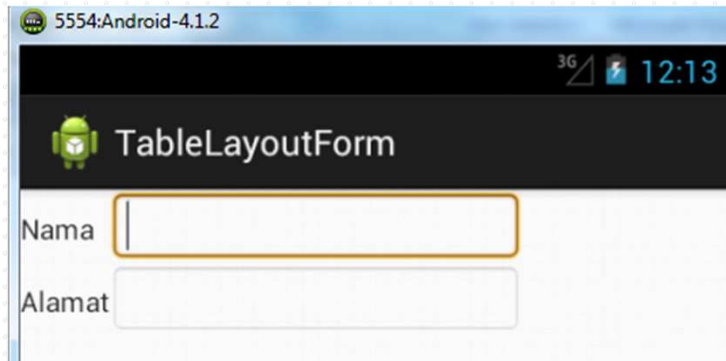 5554:Android-4.1.2
3G 12:13
TableLayoutForm
Nama
Alamat